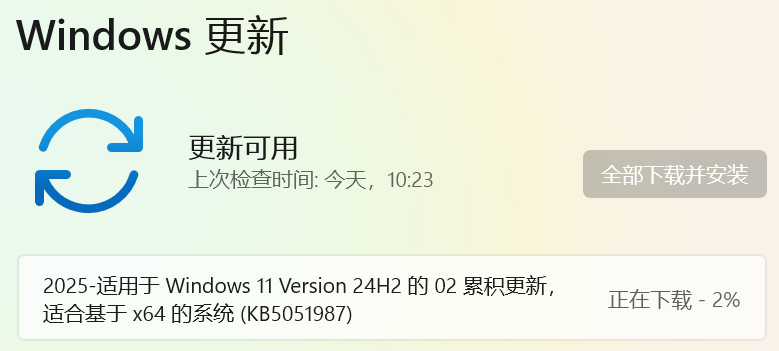 Windows 更新
更新可用
上次检查时间: 今天，10:23
全部下载并安装
2025-适用于 Windows 11 Version 24H2 的 02 累积更新，
适合基于 x64 的系统 (KB5051987)
正在下载 - 2%